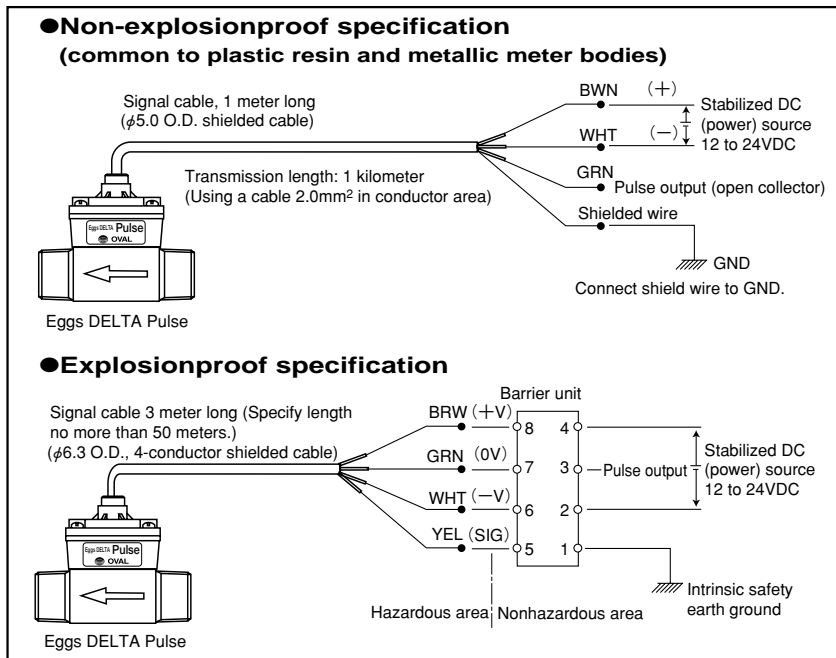 ●Non-explosionproof specification
(common to plastic resin and metallic meter bodies)
Signal cable, 1 meter long
(ϕ5.0 O.D. shielded cable)
Transmission length: 1 kilometer
(Using a cable 2.0mm² in conductor area)
BWN (+)
WHT (−)
Stabilized DC
(power) source
12 to 24VDC
GRN
Pulse output (open collector)
Shielded wire
GND
Connect shield wire to GND.
Eggs DELTA Pulse
OVAL
Eggs DELTA Pulse
●Explosionproof specification
Signal cable 3 meter long (Specify length
no more than 50 meters.)
(ϕ6.3 O.D., 4-conductor shielded cable)
Barrier unit
BRW (+V) 8 4
GRN (0V) 7 3 Pulse output
WHT (−V) 6 2
YEL (SIG) 5 1
Stabilized DC
(power) source
12 to 24VDC
Intrinsic safety
earth ground
Hazardous area Nonhazardous area
Eggs DELTA Pulse
OVAL
Eggs DELTA Pulse